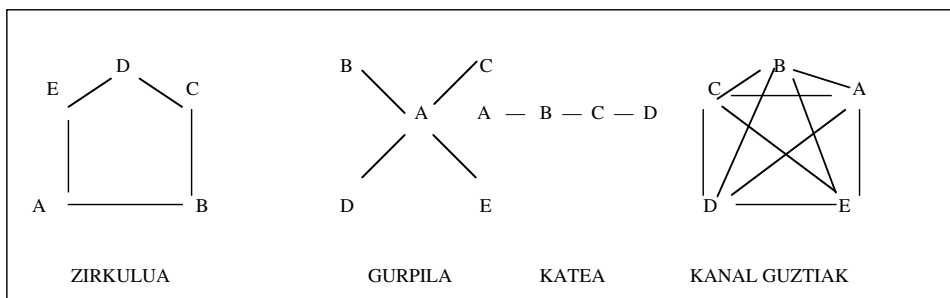 D
E
C
A
B
ZIRKULUA
B
C
A
D
E
GURPILA
A — B — C — D
KATEA
B
C
A
D
E
KANAL GUZTIAK